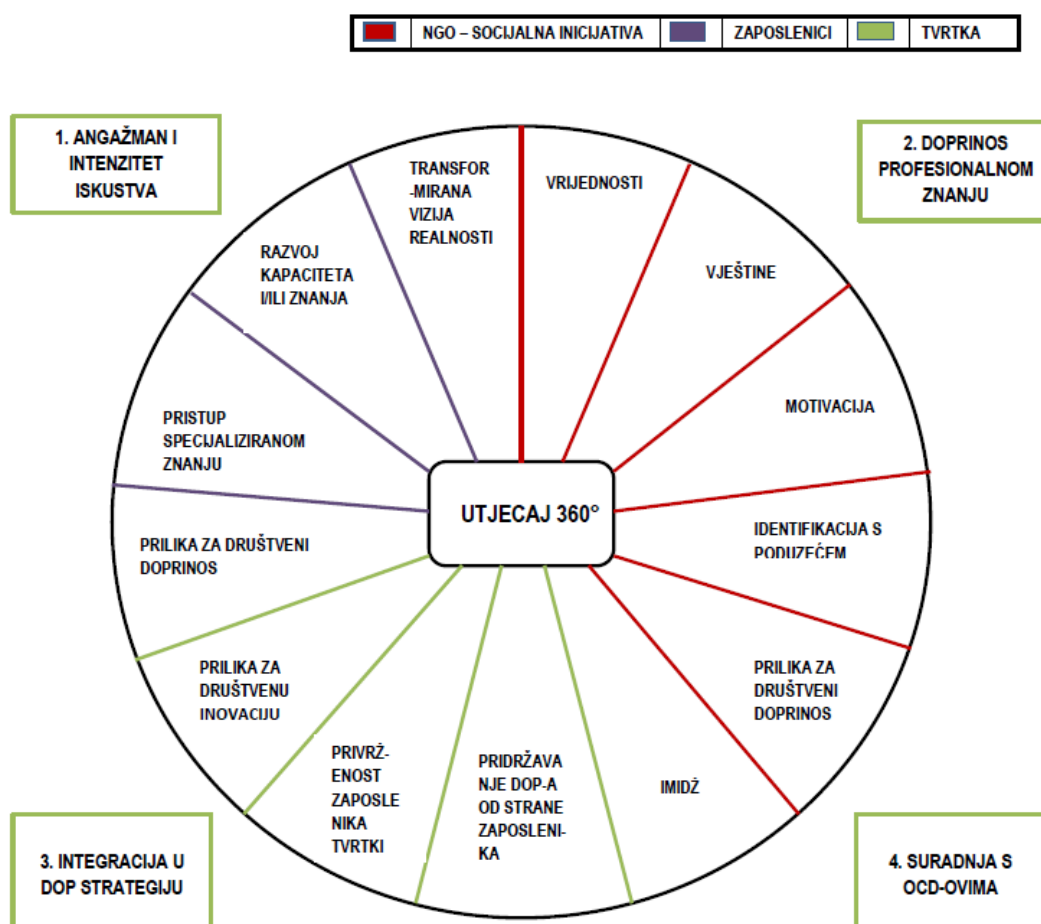 NGO – SOCIJALNA INICIJATIVA
ZAPOSLENICI
TVRTKA
1. ANGAŽMAN I
INTENZITET
ISKUSTVA
2. DOPRINOS
PROFESIONALNOM
ZNANJU
TRANSFOR
-MIRANA
VIZIJA
REALNOSTI
VRIJEDNOSTI
VJEŠTINE
MOTIVACIJA
IDENTIFIKACIJA S
PODUZEĆEM
PRILIKA ZA
DRUŠTVENI
DOPRINOS
IMIDŽ
PRIDRŽAVA
NJE DOP-A
OD STRANE
ZAPOSLENI-
KA
PRIVRŽ-
ENOST
ZAPOSLE
NIKA
TVRTKI
PRILIKA ZA
DRUŠTVENU
INOVACIJU
PRILIKA ZA DRUŠTVENI
DOPRINOS
PRISTUP
SPECIJALIZIRANOM
ZNANJU
RAZVOJ
KAPACITETA
I/ILI ZNANJA
UTJECAJ 360°
3. INTEGRACIJA U
DOP STRATEGIJU
4. SURADNJA S
OCD-OVIMA